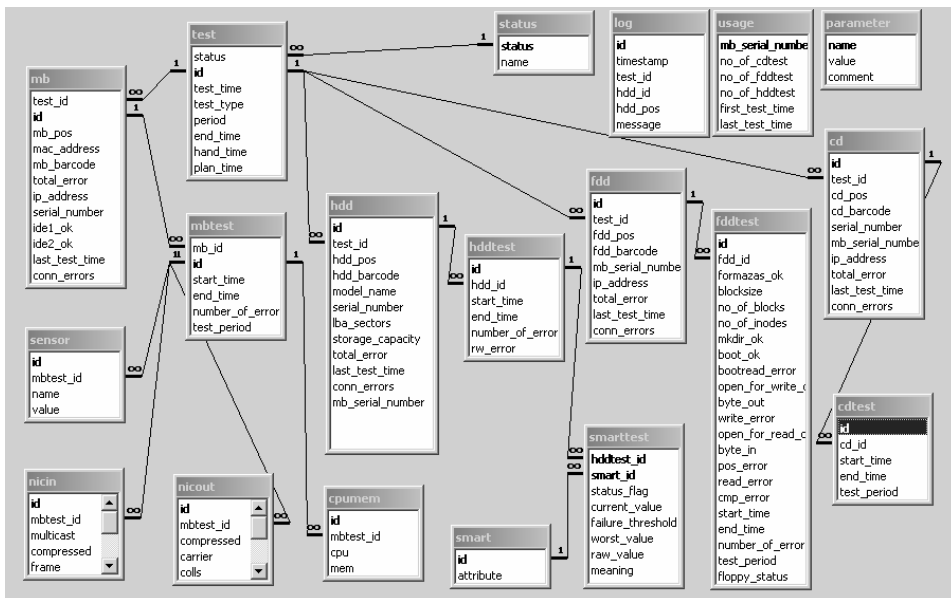 test
status
id
test_time
test_type
period
end_time
hand_time
plan_time
status
status
name
log
id
timestamp
test_id
hdd_id
hdd_pos
message
usage
mb_serial_numbe
no_of_cdtest
no_of_fddtest
no_of_hddtest
first_test_time
last_test_time
parameter
name
value
comment
mb
test_id
id
mb_pos
mac_address
mb_barcode
total_error
ip_address
serial_number
ide1_ok
ide2_ok
last_test_time
conn_errors
mbtest
mb_id
id
start_time
end_time
number_of_error
test_period
hdd
id
test_id
hdd_pos
hdd_barcode
model_name
serial_number
lba_sectors
storage_capacity
total_error
last_test_time
conn_errors
mb_serial_number
hddtest
id
hdd_id
start_time
end_time
number_of_error
rw_error
fdd
id
test_id
fdd_pos
fdd_barcode
mb_serial_numbe
ip_address
total_error
last_test_time
conn_errors
fddtest
id
fdd_id
formazas_ok
blocksize
no_of_blocks
no_of_inodes
mkdir_ok
boot_ok
bootread_error
open_for_write_o
byte_out
write_error
open_for_read_o
byte_in
pos_error
read_error
cmp_error
start_time
end_time
number_of_error
test_period
floppy_status
cd
id
test_id
cd_pos
cd_barcode
serial_number
mb_serial_numbe
ip_address
total_error
last_test_time
conn_errors
cdtest
id
cd_id
start_time
end_time
test_period
sensor
id
mbtest_id
name
value
nicin
id
mbtest_id
multicast
compressed
frame
nicout
id
mbtest_id
compressed
carrier
colls
cpumem
id
mbtest_id
cpu
mem
smart
id
attribute
smarttest
hddtest_id
smart_id
status_flag
current_value
failure_threshold
worst_value
raw_value
meaning